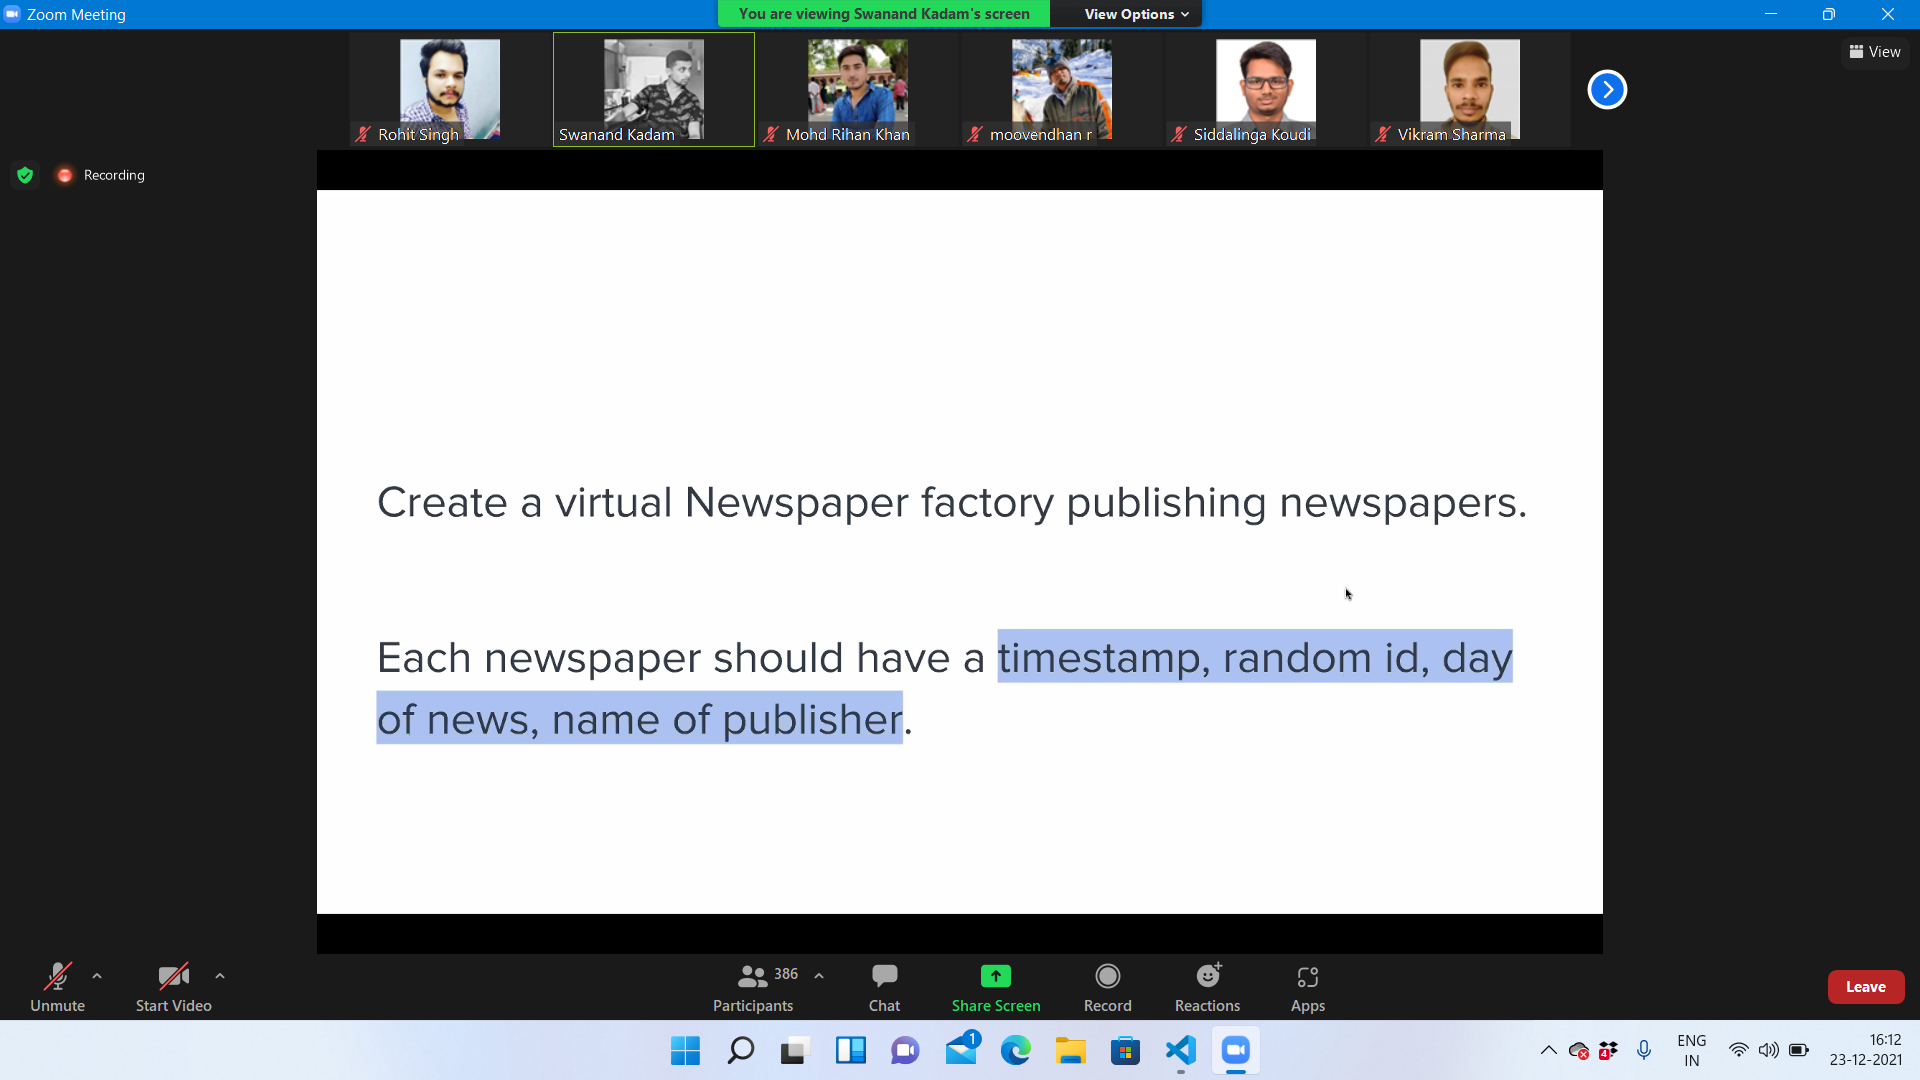 Zoom Meeting
You are viewing Swanand Kadam's screen View Options
View
Rohit Singh Swanand Kadam Mohd Rihan Khan moovendhan r Siddalinga Koudi Vikram Sharma
Recording
Create a virtual Newspaper factory publishing newspapers.
Each newspaper should have a timestamp, random id, day
of news, name of publisher.
386
Unmute Start Video Participants Chat Share Screen Record Reactions Apps Leave
1
4
ENG
IN
16:12
23-12-2021